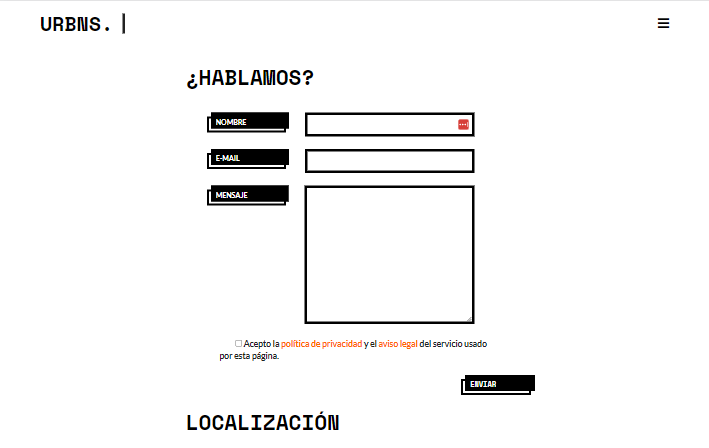 URBNS.
¿HABLAMOS?
NOMBRE
E-MAIL
MENSAJE
Acepto la política de privacidad y el aviso legal del servicio usado
por esta página.
ENVIAR
LOCALIZACIÓN